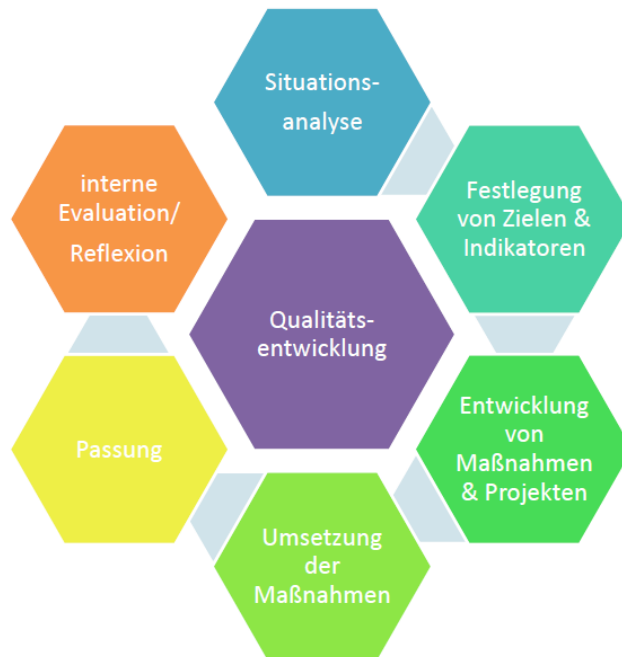 Situations-
analyse
Festlegung
von Zielen &
Indikatoren
Entwicklung
von
Maßnahmen
& Projekten
Umsetzung
der
Maßnahmen
Passung
interne
Evaluation/
Reflexion
Qualitäts-
entwicklung